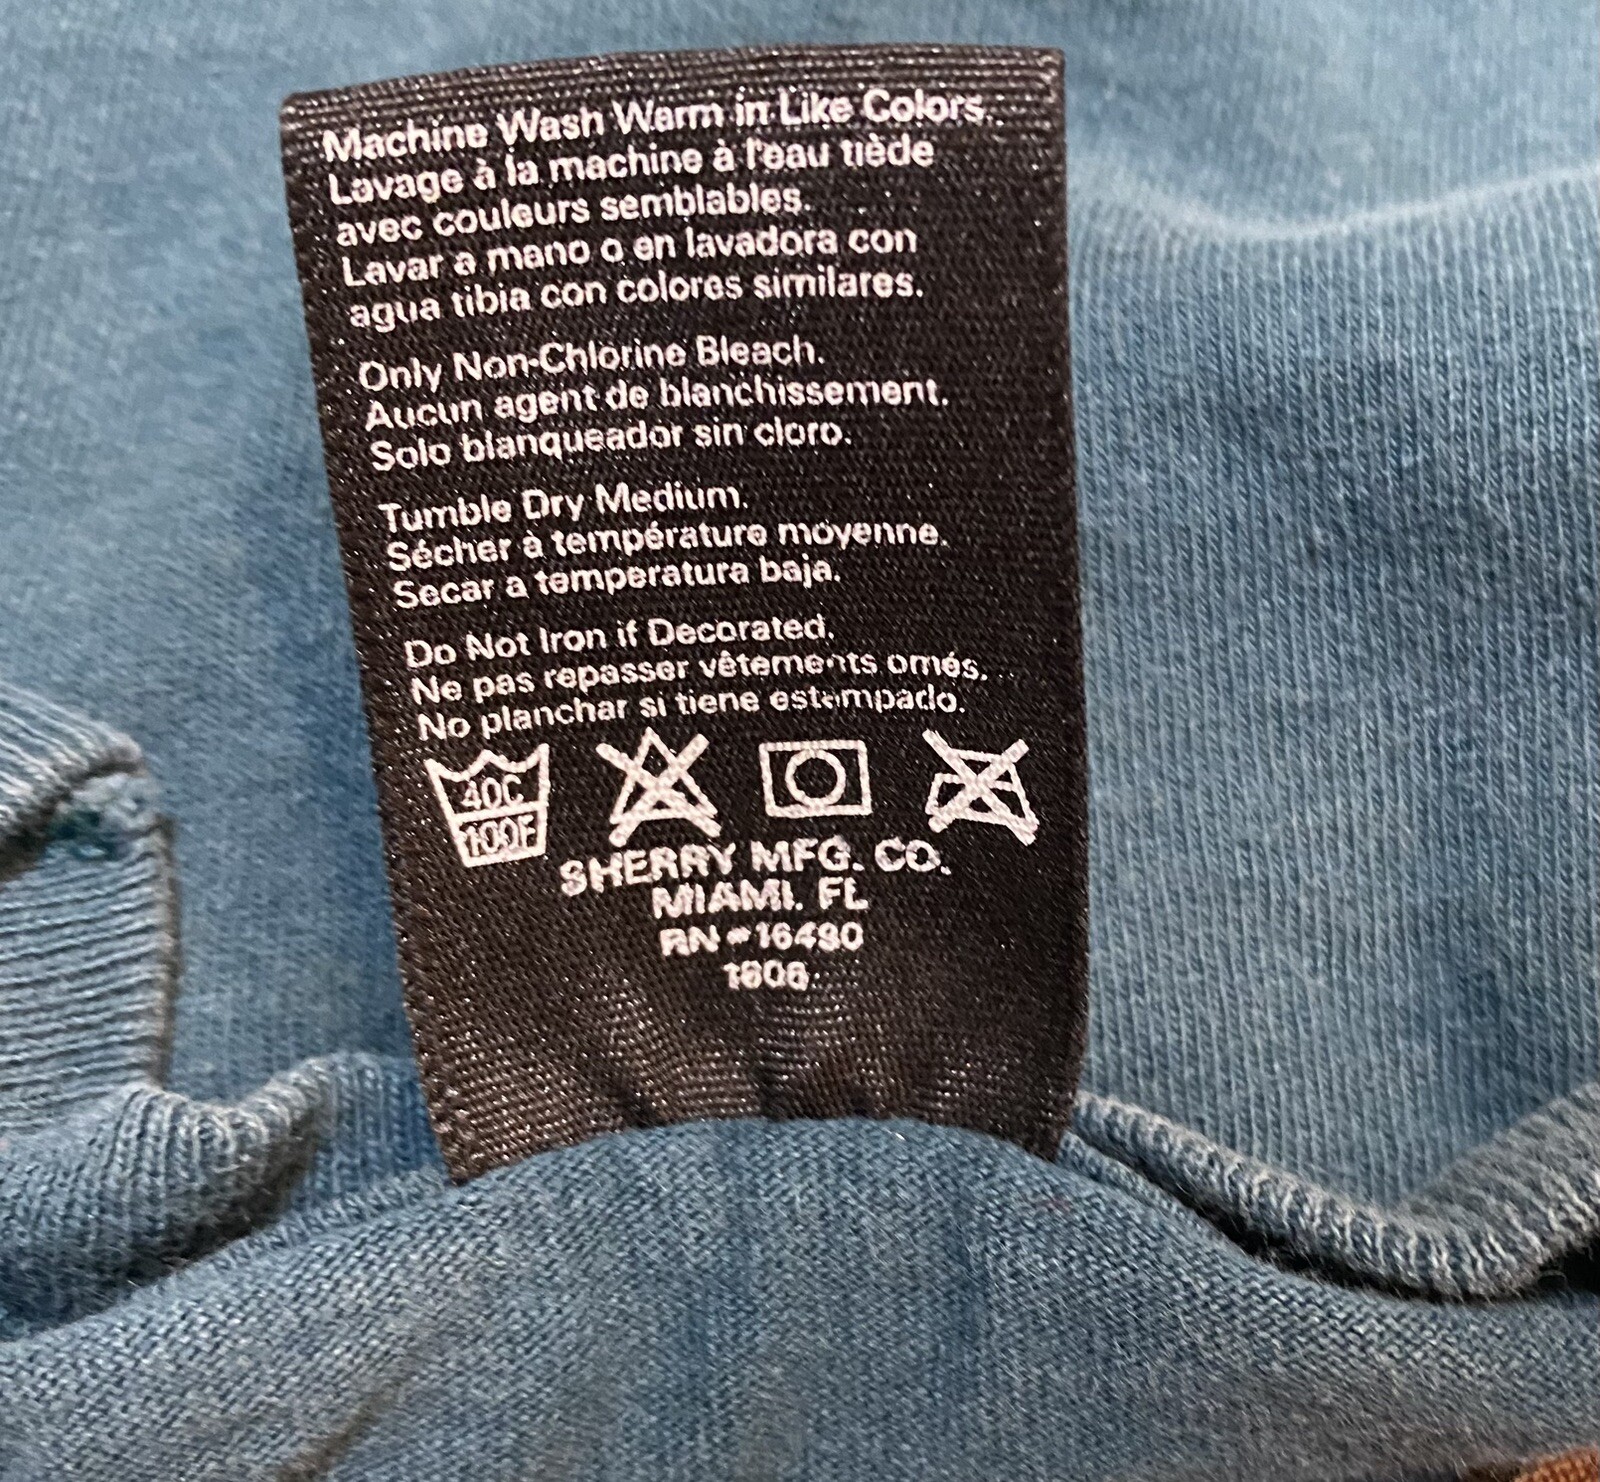 Machine Wash Warm in Like Colors.
Lavage à la machine à l'eau tiède
avec couleurs semblables.
Lavar a mano o en lavadora con
agua tibia con colores similares.
Only Non-Chlorine Bleach.
Aucun agent de blanchissement.
Solo blanqueador sin cloro.
Tumble Dry Medium.
Sécher à température moyenne.
Secar a temperatura baja.
Do Not Iron if Decorated.
Ne pas repasser vêtements ornés.
No planchar si tiene estampado.
40C
100F
SHERRY MFG. CO.
MIAMI. FL
RN-16490
1606